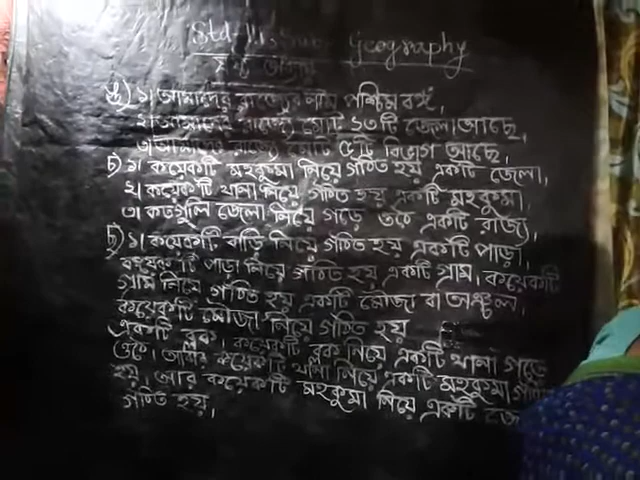 Std-III, Sub: Geography
ক) ১। আমাদের রাজ্যের নাম পশ্চিম বঙ্গ,
২। আমাদের রাজ্যে মোট ২৩টি জেলা আছে,
৩। আমাদের রাজ্যে মোট ৫টি বিভাগ আছে,
১। কয়েকটি মহকুমা নিয়ে গঠিত হয় একটি জেলা,
২। কয়েকটি থানা নিয়ে গঠিত হয় একটি মহকুমা,
৩। কতগুলি জেলা নিয়ে গড়ে ওঠে একটি রাজ্য,
১। কয়েকটি বাড়ি নিয়ে গঠিত হয় একটি পাড়া,
কয়েকটি পাড়া নিয়ে গঠিত হয় একটি গ্রাম, কয়েকটি
গ্রাম নিয়ে গঠিত হয় একটি মৌজা বা অঞ্চল,
কয়েকটি মৌজা নিয়ে গঠিত হয়
একটি ব্লক। কয়েকটি ব্লক নিয়ে একটি থানা গড়ে
ওঠে। আবার কয়েকটি থানা নিয়ে একটি মহকুমা গঠিত
হয় আর কয়েকটি মহকুমা নিয়ে একটি জে
গঠিত হয়,